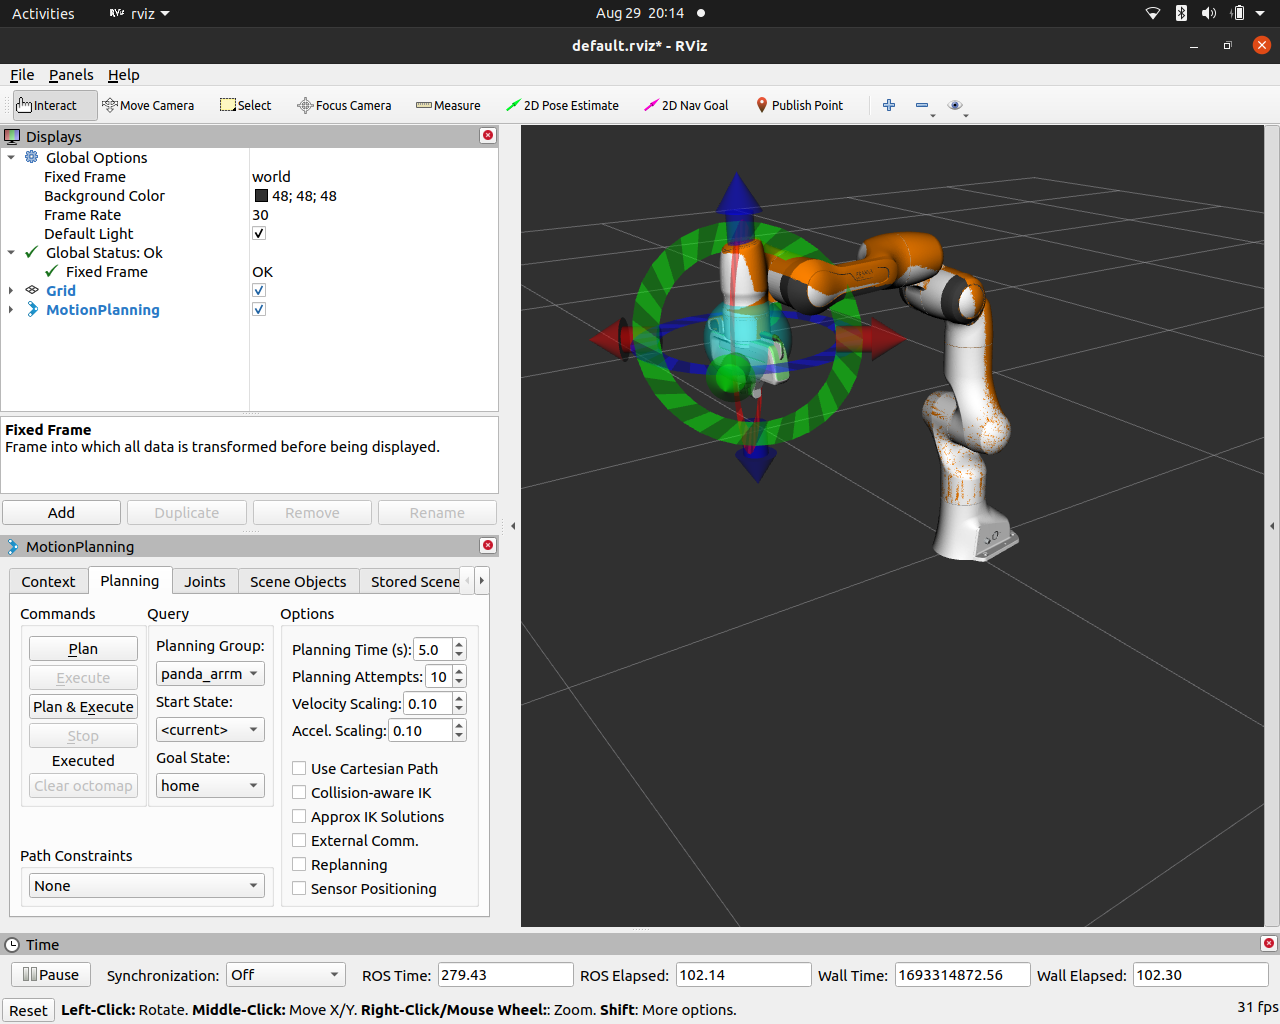 Activities
rviz
Aug 29 20:14
default.rviz* - RViz
File Panels Help
Interact
Move Camera
Select
Focus Camera
Measure
2D Pose Estimate
2D Nav Goal
Publish Point
Displays
Global Options
Fixed Frame world
Background Color 48; 48; 48
Frame Rate 30
Default Light
Global Status: Ok
Fixed Frame OK
Grid
MotionPlanning
Fixed Frame
Frame into which all data is transformed before being displayed.
Add Duplicate Remove Rename
MotionPlanning
Context Planning Joints Scene Objects Stored Scene
Commands
Plan
Execute
Plan & Execute
Stop
Executed
Clear octomap
Query
Planning Group:
panda_arrm
Start State:
<current>
Goal State:
home
Options
Planning Time (s): 5.0
Planning Attempts: 10
Velocity Scaling: 0.10
Accel. Scaling: 0.10
Use Cartesian Path
Collision-aware IK
Approx IK Solutions
External Comm.
Replanning
Sensor Positioning
Path Constraints
None
Time
Pause
Synchronization: Off
ROS Time: 279.43
ROS Elapsed: 102.14
Wall Time: 1693314872.56
Wall Elapsed: 102.30
Reset
Left-Click: Rotate. Middle-Click: Move X/Y. Right-Click/Mouse Wheel:: Zoom. Shift: More options.
31 fps